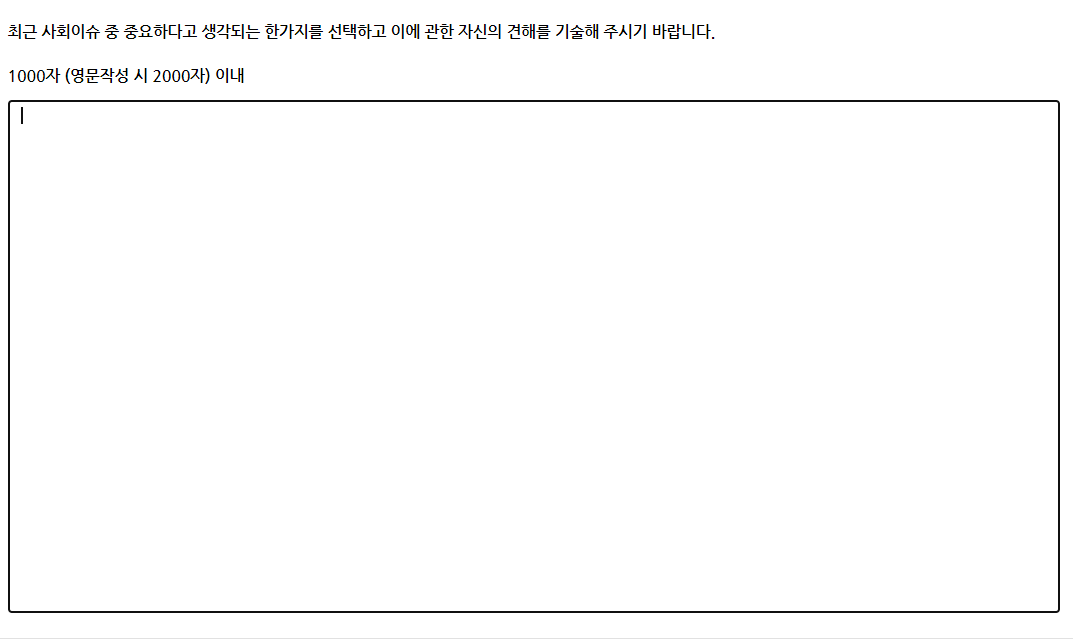 최근 사회이슈 중 중요하다고 생각되는 한가지를 선택하고 이에 관한 자신의 견해를 기술해 주시기 바랍니다.
1000자 (영문작성 시 2000자) 이내